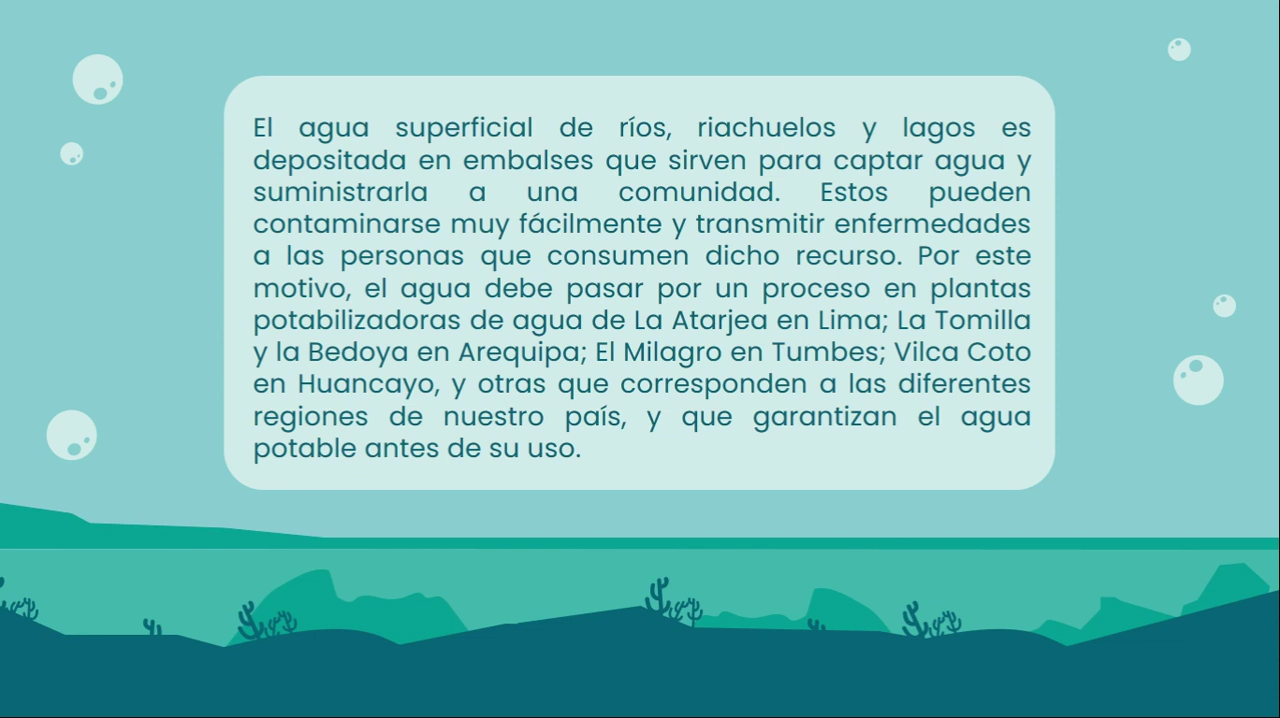 El agua superficial de ríos, riachuelos y lagos es
depositada en embalses que sirven para captar agua y
suministrarla a una comunidad. Estos pueden
contaminarse muy fácilmente y transmitir enfermedades
a las personas que consumen dicho recurso. Por este
motivo, el agua debe pasar por un proceso en plantas
potabilizadoras de agua de La Atarjea en Lima; La Tomilla
y la Bedoya en Arequipa; El Milagro en Tumbes; Vilca Coto
en Huancayo, y otras que corresponden a las diferentes
regiones de nuestro país, y que garantizan el agua
potable antes de su uso.